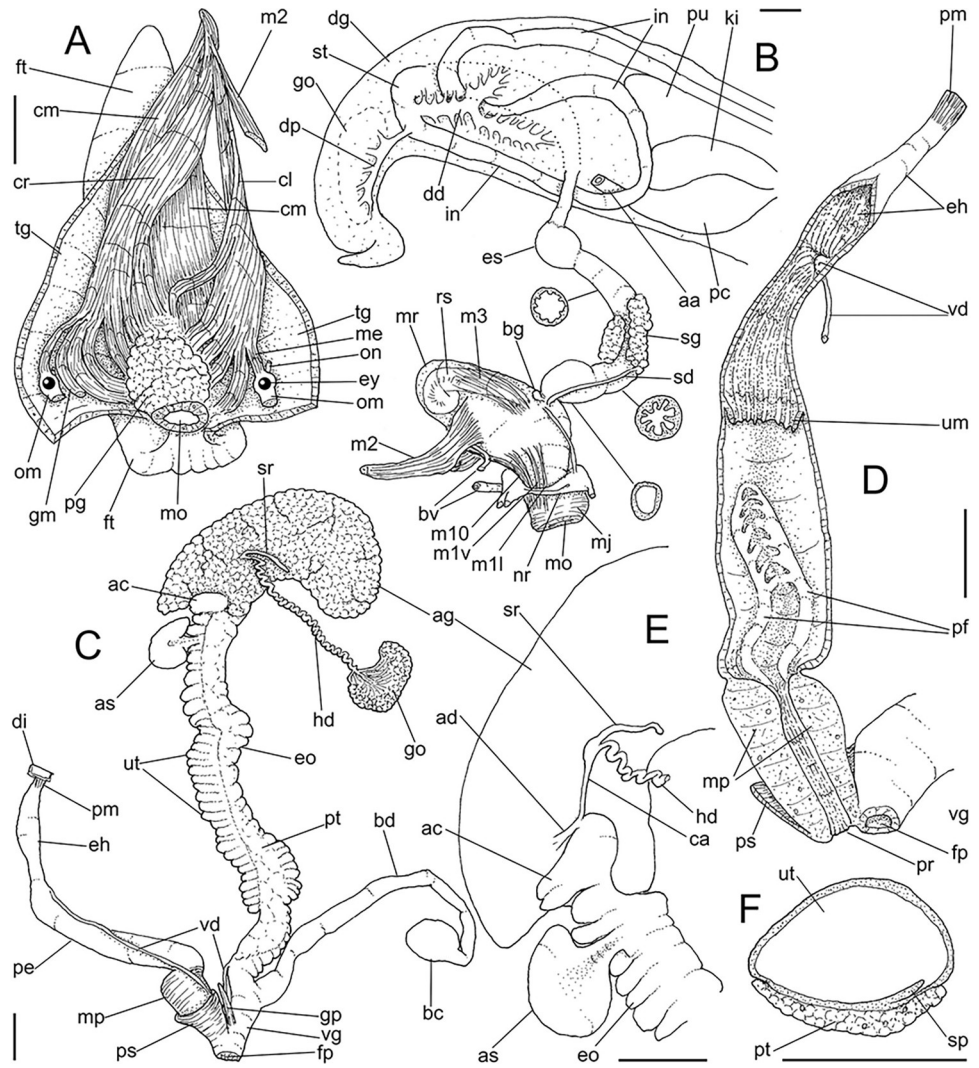 A
m2
ft
cm
cr
cl
cm
tg
tg
me
on
ey
om
om
gm
pg
ft
mo
B
dg
in
pu
ki
st
go
dp
dd
in
es
aa
pc
rs
mr
m3
bg
sg
sd
m2
bv
m10
m1v
m1l
nr
mo
mj
C
sr
ac
ag
as
hd
go
di
ut
eo
pm
pt
bd
eh
vd
pe
bc
mp
gp
ps
vg
fp
D
pm
eh
vd
um
pf
mp
vg
ps
fp
pr
E
sr
ad
hd
ac
ca
as
eo
F
ut
pt
sp